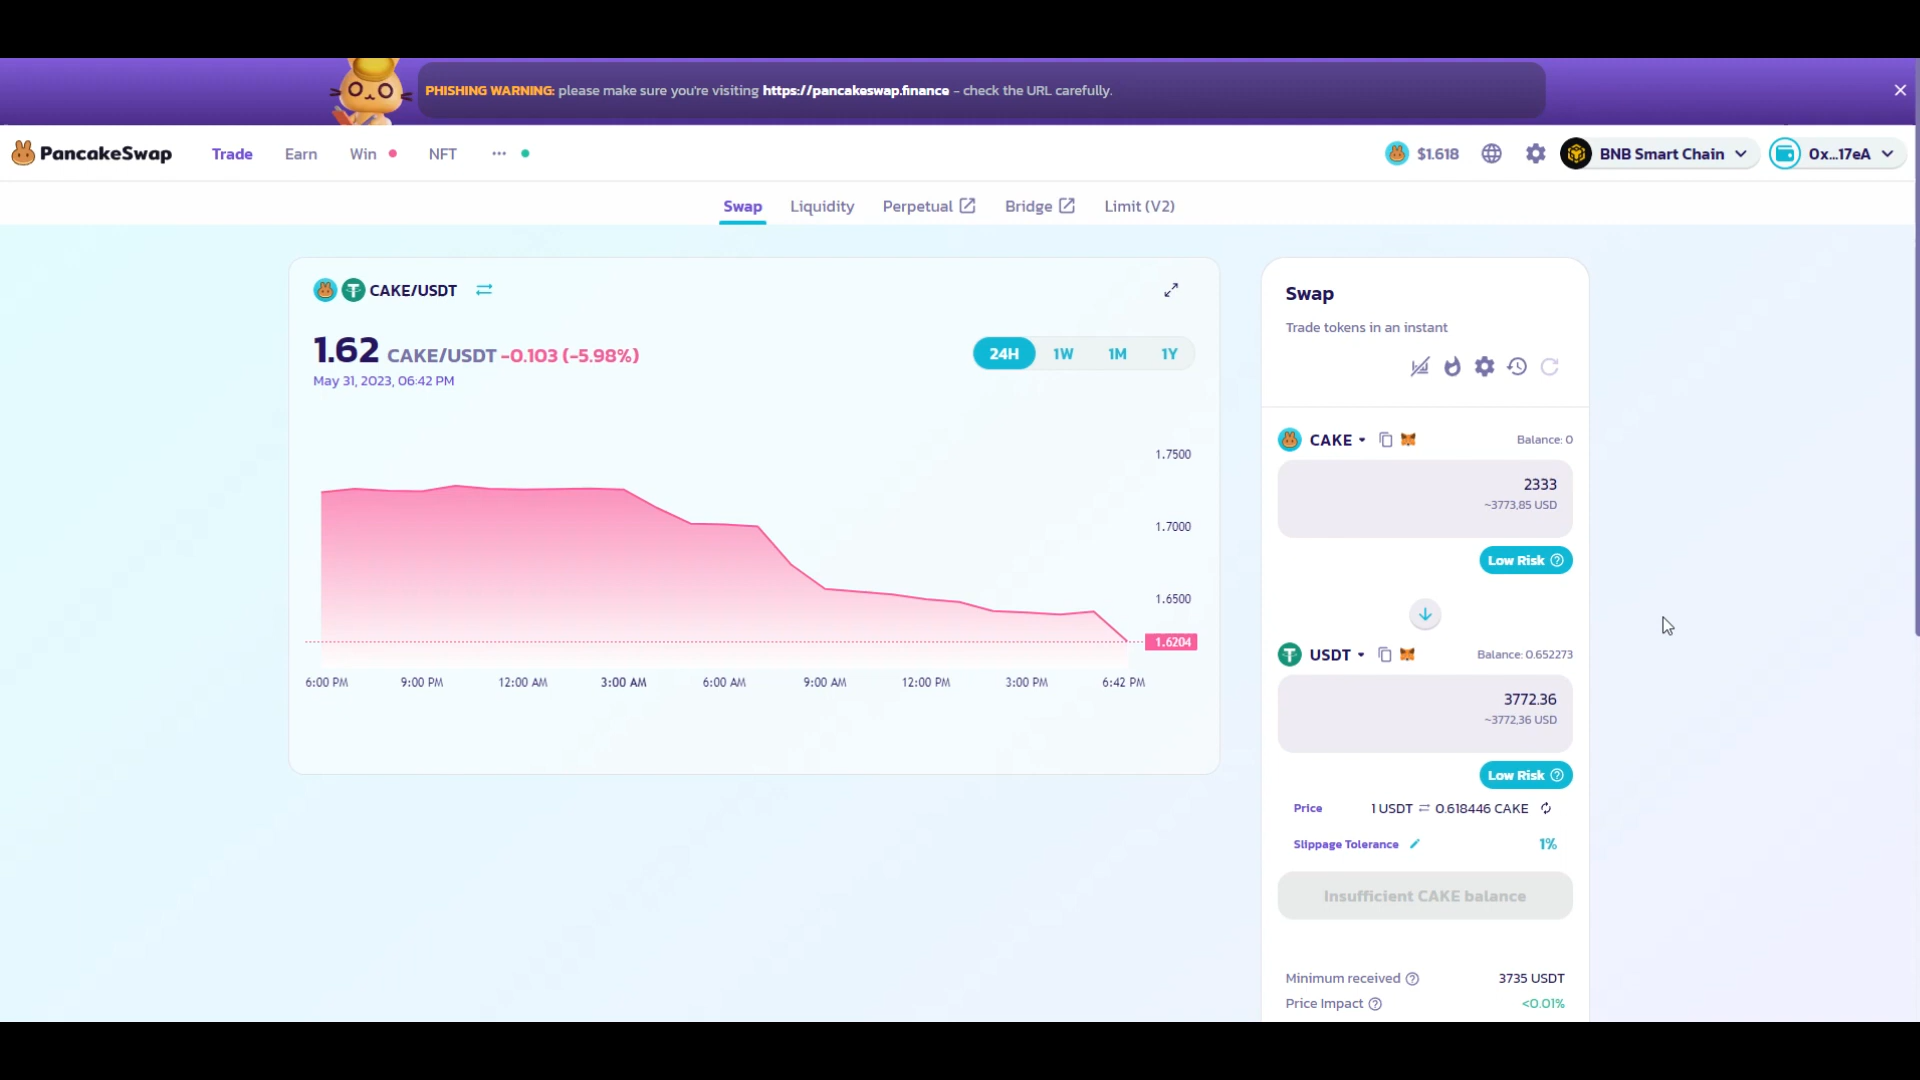 PHISHING WARNING: please make sure you're visiting https://pancakeswap.finance - check the URL carefully.
PancakeSwap Trade Earn Win NFT ··· $1.618 BNB Smart Chain 0x...17eA
Swap Liquidity Perpetual Bridge Limit (V2)
CAKE/USDT
1.62 CAKE/USDT -0.103 (-5.98%)
May 31, 2023, 06:42 PM
24H 1W 1M 1Y
1.7500
1.7000
1.6500
1.6204
6:00 PM 9:00 PM 12:00 AM 3:00 AM 6:00 AM 9:00 AM 12:00 PM 3:00 PM 6:42 PM
Swap
Trade tokens in an instant
CAKE Balance: 0
2333
~3773,85 USD
Low Risk
USDT Balance: 0.652273
3772.36
~3772,36 USD
Low Risk
Price 1 USDT ⇌ 0.618446 CAKE
Slippage Tolerance 1%
Insufficient CAKE balance
Minimum received 3735 USDT
Price Impact <0.01%